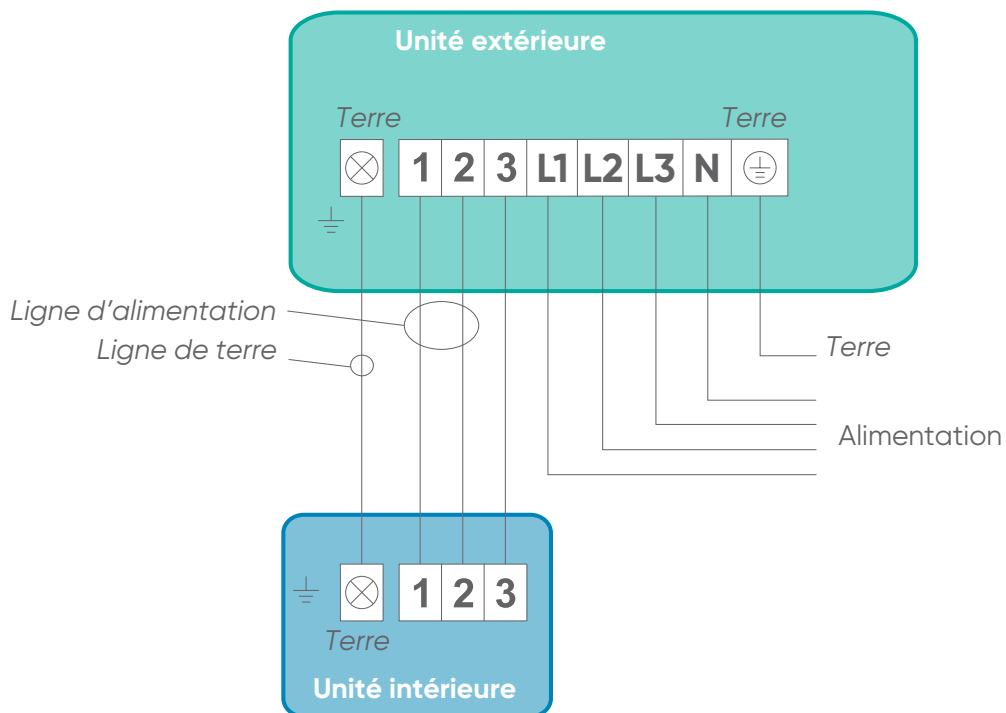 Unité extérieure
Terre Terre
1 2 3 L1 L2 L3 N
Ligne d’alimentation
Ligne de terre
Terre
Alimentation
1 2 3
Terre
Unité intérieure